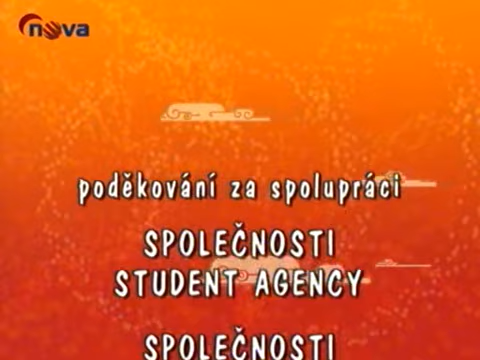 nova
poděkování za spolupráci
SPOLEČNOSTI
STUDENT AGENCY
SPOLEČNOSTI